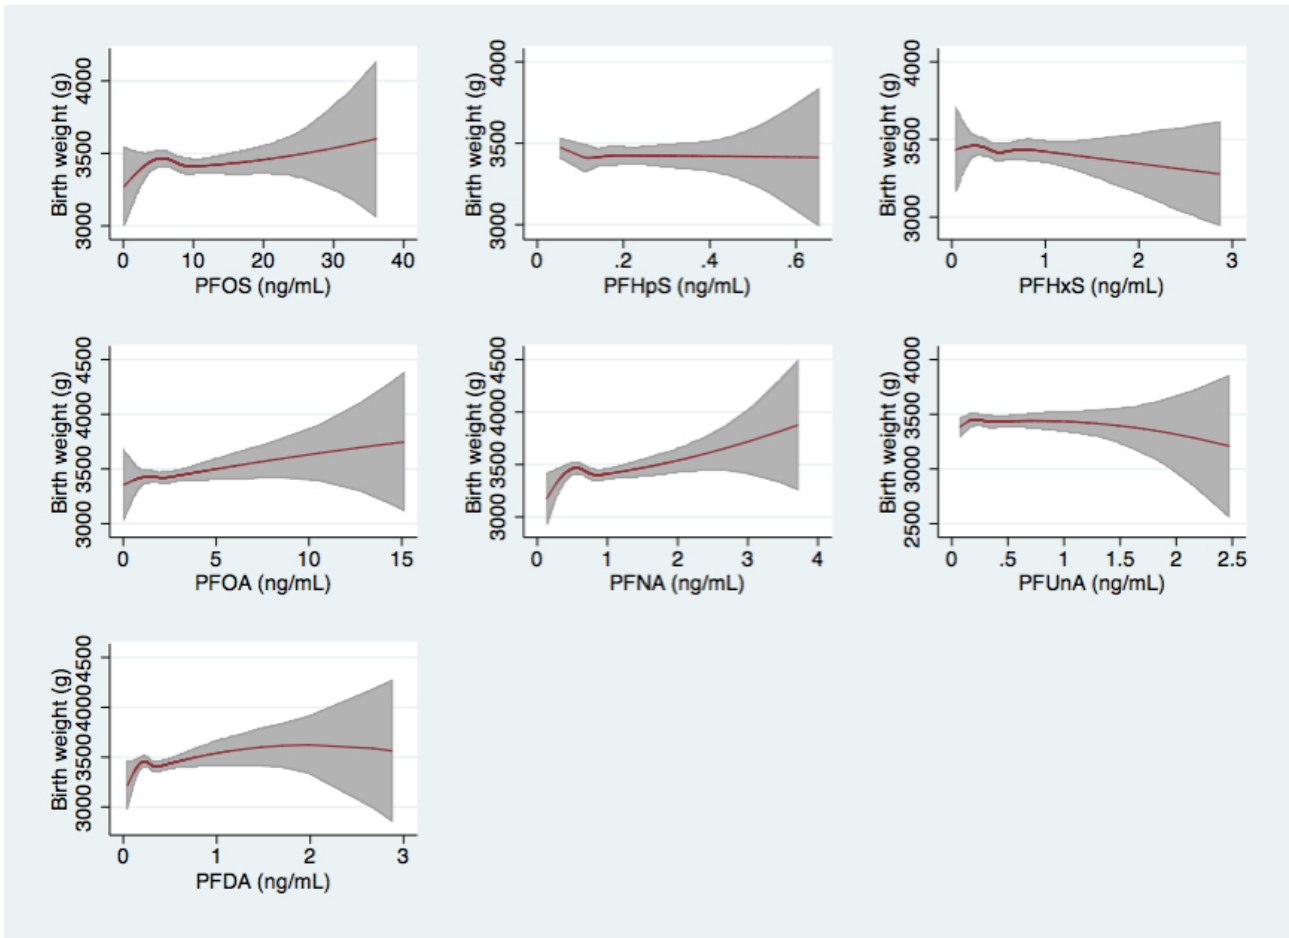 Birth weight (g)
3000 3500 4000
0 10 20 30 40
PFOS (ng/mL)
Birth weight (g)
3000 3500 4000
0 .2 .4 .6
PFHpS (ng/mL)
Birth weight (g)
3000 3500 4000
0 1 2 3
PFHxS (ng/mL)
Birth weight (g)
3000 3500 4000 4500
0 5 10 15
PFOA (ng/mL)
Birth weight (g)
3000 3500 4000 4500
0 1 2 3 4
PFNA (ng/mL)
Birth weight (g)
2500 3000 3500 4000
0 .5 1 1.5 2 2.5
PFUnA (ng/mL)
Birth weight (g)
3000 3500 4000 4500
0 1 2 3
PFDA (ng/mL)